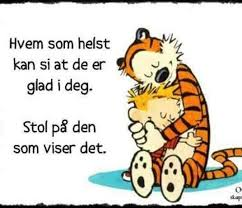 Hvem som helst
kan si at de er
glad i deg.
Stol på den
som viser det.